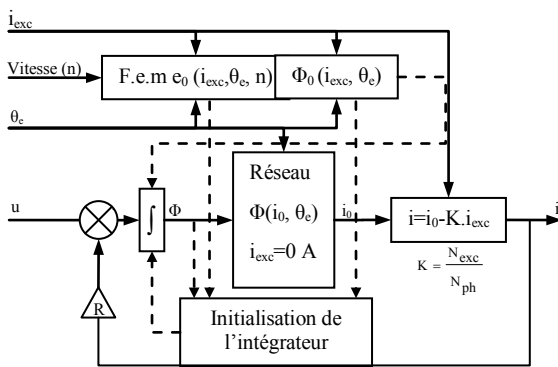 i_exc
Vitesse (n)
F.e.m e₀ (i_exc,θ_e, n)
Φ₀ (i_exc, θ_e)
θ_e
Réseau
Φ(i₀, θ_e)
i_exc=0 A
u
∫
Φ
i₀
i=i₀-K.i_exc
i
K = N_exc / N_ph
R
Initialisation de
l'intégrateur